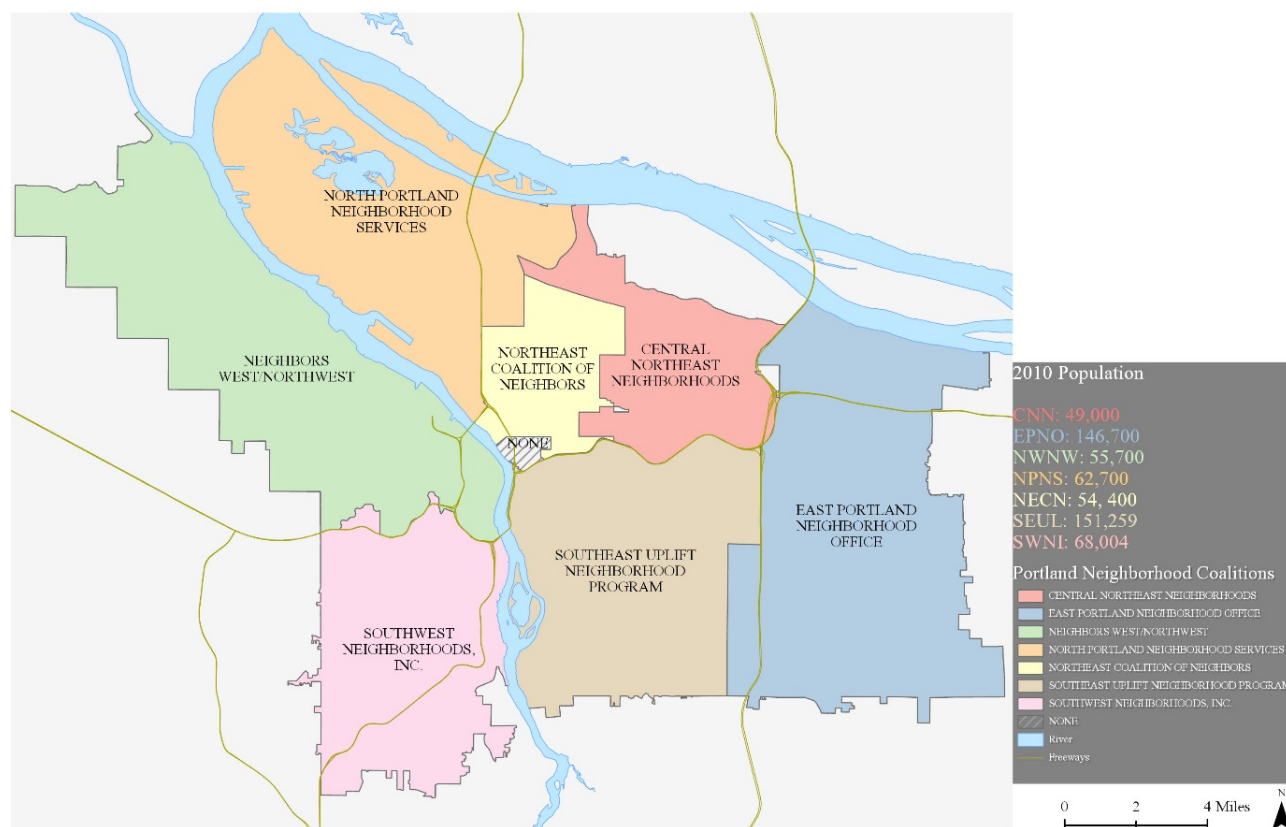 NORTH PORTLAND
NEIGHBORHOOD
SERVICES
NEIGHBORS
WEST/NORTHWEST
NORTHEAST
COALITION OF
NEIGHBORS
CENTRAL
NORTHEAST
NEIGHBORHOODS
NONE
EAST PORTLAND
NEIGHBORHOOD
OFFICE
SOUTHEAST UPLIFT
NEIGHBORHOOD
PROGRAM
SOUTHWEST
NEIGHBORHOODS,
INC.
2010 Population
CNN: 49,000
EPNO: 146,700
NWNW: 55,700
NPNS: 62,700
NECN: 54, 400
SEUL: 151,259
SWNI: 68,004
Portland Neighborhood Coalitions
CENTRAL NORTHEAST NEIGHBORHOODS
EAST PORTLAND NEIGHBORHOOD OFFICE
NEIGHBORS WEST/NORTHWEST
NORTH PORTLAND NEIGHBORHOOD SERVICES
NORTHEAST COALITION OF NEIGHBORS
SOUTHEAST UPLIFT NEIGHBORHOOD PROGRAM
SOUTHWEST NEIGHBORHOODS, INC.
NONE
River
Freeways
N
0 2 4 Miles